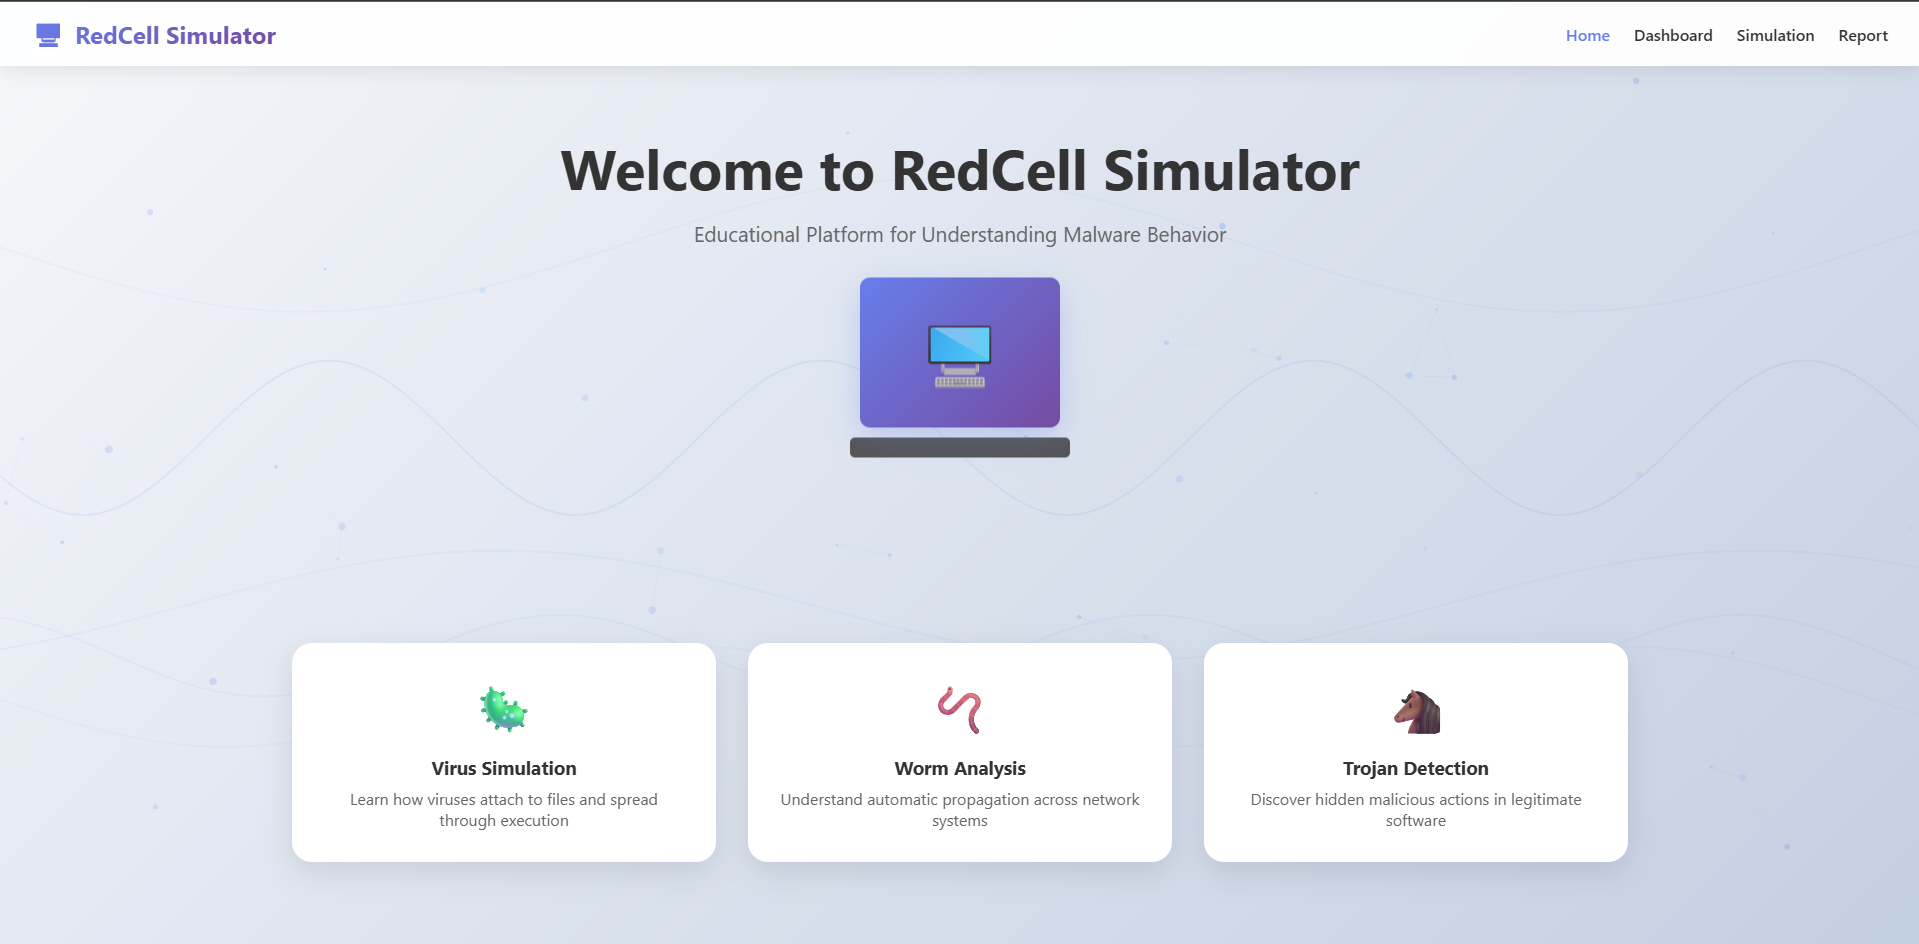 RedCell Simulator
Home
Dashboard
Simulation
Report
Welcome to RedCell Simulator
Educational Platform for Understanding Malware Behavior
Virus Simulation
Learn how viruses attach to files and spread
through execution
Worm Analysis
Understand automatic propagation across network
systems
Trojan Detection
Discover hidden malicious actions in legitimate
software